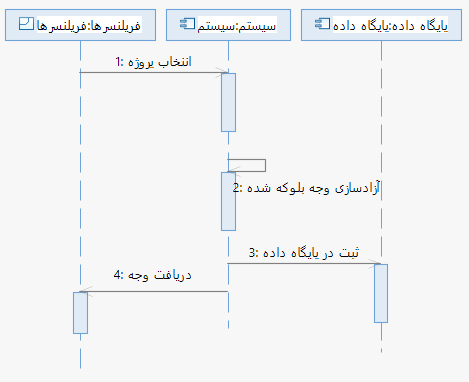 فریلنسرها:فریلنسرها
سیستم:سیستم
پایگاه داده:پایگاه داده
1: انتخاب پروژه
2: آزادسازی وجه بلوکه شده
3: ثبت در پایگاه داده
4: دریافت وجه